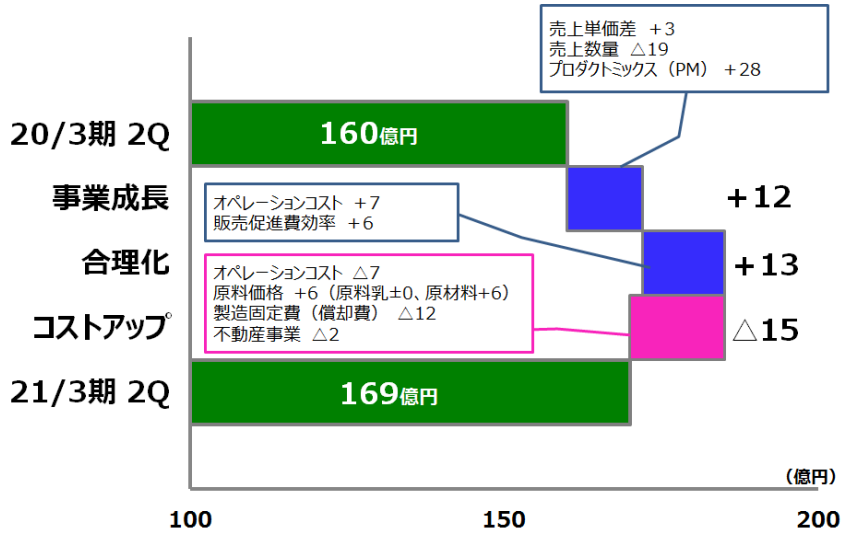 売上単価差 +3
売上数量 △19
プロダクトミックス（PM） +28
20/3期 2Q
160億円
事業成長
オペレーションコスト +7
販売促進費効率 +6
+12
合理化
+13
オペレーションコスト △7
原料価格 +6（原料乳±0、原材料+6）
製造固定費（償却費） △12
不動産事業 △2
コストアップ
△15
21/3期 2Q
169億円
（億円）
100
150
200